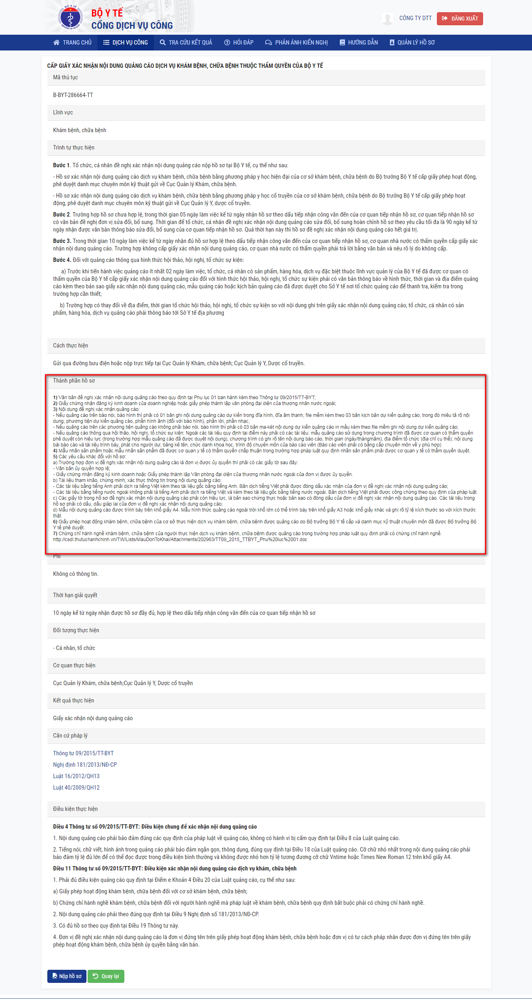 BỘ Y TẾ
MINISTRY OF HEALTH
BỘ Y TẾ
CỔNG DỊCH VỤ CÔNG
CÔNG TY DTT
ĐĂNG XUẤT
TRANG CHỦ
DỊCH VỤ CÔNG
TRA CỨU KẾT QUẢ
HỎI ĐÁP
PHẢN ÁNH KIẾN NGHỊ
HƯỚNG DẪN
QUẢN LÝ HỒ SƠ
CẤP GIẤY XÁC NHẬN NỘI DUNG QUẢNG CÁO DỊCH VỤ KHÁM BỆNH, CHỮA BỆNH THUỘC THẨM QUYỀN CỦA BỘ Y TẾ
Mã thủ tục
B-BYT-286664-TT
Lĩnh vực
Khám bệnh, chữa bệnh
Trình tự thực hiện
Bước 1. Tổ chức, cá nhân đề nghị xác nhận nội dung quảng cáo nộp hồ sơ tại Bộ Y tế, cụ thể như sau:
- Hồ sơ xác nhận nội dung quảng cáo dịch vụ khám bệnh, chữa bệnh bằng phương pháp y học hiện đại của cơ sở khám bệnh, chữa bệnh do Bộ trưởng Bộ Y tế cấp giấy phép hoạt động,
phê duyệt danh mục chuyên môn kỹ thuật gửi về Cục Quản lý Khám, chữa bệnh.
- Hồ sơ xác nhận nội dung quảng cáo dịch vụ khám bệnh, chữa bệnh bằng phương pháp y học cổ truyền của cơ sở khám bệnh, chữa bệnh do Bộ trưởng Bộ Y tế cấp giấy phép hoạt
động, phê duyệt danh mục chuyên môn kỹ thuật gửi về Cục Quản lý Y, dược cổ truyền.
Bước 2. Trường hợp hồ sơ chưa hợp lệ, trong thời gian 05 ngày làm việc kể từ ngày nhận hồ sơ theo dấu tiếp nhận công văn đến của cơ quan tiếp nhận hồ sơ, cơ quan tiếp nhận hồ sơ
có văn bản đề nghị đơn vị sửa đổi, bổ sung. Thời gian để tổ chức, cá nhân đề nghị xác nhận nội dung quảng cáo sửa đổi, bổ sung hoàn chỉnh hồ sơ theo yêu cầu tối đa là 90 ngày kể từ
ngày nhận được văn bản thông báo sửa đổi, bổ sung của cơ quan tiếp nhận hồ sơ. Quá thời hạn này thì hồ sơ đề nghị xác nhận nội dung quảng cáo hết giá trị.
Bước 3. Trong thời gian 10 ngày làm việc kể từ ngày nhận đủ hồ sơ hợp lệ theo dấu tiếp nhận công văn đến của cơ quan tiếp nhận hồ sơ, cơ quan nhà nước có thẩm quyền cấp giấy xác
nhận nội dung quảng cáo. Trường hợp không cấp giấy xác nhận nội dung quảng cáo, cơ quan nhà nước có thẩm quyền phải trả lời bằng văn bản và nêu rõ lý do không cấp.
Bước 4. Đối với quảng cáo thông qua hình thức hội thảo, hội nghị, tổ chức sự kiện:
a) Trước khi tiến hành việc quảng cáo ít nhất 02 ngày làm việc, tổ chức, cá nhân có sản phẩm, hàng hóa, dịch vụ đặc biệt thuộc lĩnh vực quản lý của Bộ Y tế đã được cơ quan có
thẩm quyền của Bộ Y tế cấp giấy xác nhận nội dung quảng cáo đối với hình thức hội thảo, hội nghị, tổ chức sự kiện phải có văn bản thông báo về hình thức, thời gian và địa điểm quảng
cáo kèm theo bản sao giấy xác nhận nội dung quảng cáo, mẫu quảng cáo hoặc kịch bản quảng cáo đã được duyệt cho Sở Y tế nơi tổ chức quảng cáo để thanh tra, kiểm tra trong
trường hợp cần thiết;
b) Trường hợp có thay đổi về địa điểm, thời gian tổ chức hội thảo, hội nghị, tổ chức sự kiện so với nội dung ghi trên giấy xác nhận nội dung quảng cáo, tổ chức, cá nhân có sản
phẩm, hàng hóa, dịch vụ quảng cáo phải thông báo tới Sở Y tế địa phương
Cách thực hiện
Gửi qua đường bưu điện hoặc nộp trực tiếp tại Cục Quản lý Khám, chữa bệnh; Cục Quản lý Y, Dược cổ truyền.
Thành phần hồ sơ
1) Văn bản đề nghị xác nhận nội dung quảng cáo theo quy định tại Phụ lục 01 ban hành kèm theo Thông tư 09/2015/TT-BYT;
2) Giấy chứng nhận đăng ký kinh doanh của doanh nghiệp hoặc giấy phép thành lập văn phòng đại diện của thương nhân nước ngoài;
3) Nội dung đề nghị xác nhận quảng cáo:
- Nếu quảng cáo trên báo nói, báo hình thì phải có 01 bản ghi nội dung quảng cáo dự kiến trong đĩa hình, đĩa âm thanh, file mềm kèm theo 03 bản kịch bản dự kiến quảng cáo, trong đó miêu tả rõ nội
dung, phương tiện dự kiến quảng cáo, phần hình ảnh (đối với báo hình), phần lời, phần nhạc;
- Nếu quảng cáo trên các phương tiện quảng cáo không phải báo nói, báo hình thì phải có 03 bản ma-két nội dung dự kiến quảng cáo in mầu kèm theo file mềm ghi nội dung dự kiến quảng cáo;
- Nếu quảng cáo thông qua hội thảo, hội nghị, tổ chức sự kiện: Ngoài các tài liệu quy định tại điểm này phải có các tài liệu: mẫu quảng cáo sử dụng trong chương trình đã được cơ quan có thẩm quyền
phê duyệt còn hiệu lực (trong trường hợp mẫu quảng cáo đã được duyệt nội dung), chương trình có ghi rõ tên nội dung báo cáo, thời gian (ngày/tháng/năm), địa điểm tổ chức (địa chỉ cụ thể); nội dung
bài báo cáo và tài liệu trình bày, phát cho người dự; bảng kê tên, chức danh khoa học, trình độ chuyên môn của báo cáo viên (Báo cáo viên phải có bằng cấp chuyên môn về y phù hợp)
4) Mẫu nhãn sản phẩm hoặc mẫu nhãn sản phẩm đã được cơ quan y tế có thẩm quyền chấp thuận trong trường hợp pháp luật quy định nhãn sản phẩm phải được cơ quan y tế có thẩm quyền duyệt.
5) Các yêu cầu khác đối với hồ sơ:
a) Trường hợp đơn vị đề nghị xác nhận nội dung quảng cáo là đơn vị được ủy quyền thì phải có các giấy tờ sau đây:
- Văn bản ủy quyền hợp lệ;
- Giấy chứng nhận đăng ký kinh doanh hoặc Giấy phép thành lập Văn phòng đại diện của thương nhân nước ngoài của đơn vị được ủy quyền.
b) Tài liệu tham khảo, chứng minh, xác thực thông tin trong nội dung quảng cáo:
- Các tài liệu bằng tiếng Anh phải dịch ra tiếng Việt kèm theo tài liệu gốc bằng tiếng Anh. Bản dịch tiếng Việt phải được đóng dấu xác nhận của đơn vị đề nghị xác nhận nội dung quảng cáo;
- Các tài liệu bằng tiếng nước ngoài không phải là tiếng Anh phải dịch ra tiếng Việt và kèm theo tài liệu gốc bằng tiếng nước ngoài. Bản dịch tiếng Việt phải được công chứng theo quy định của pháp luật.
c) Các giấy tờ trong hồ sơ đề nghị xác nhận nội dung quảng cáo phải còn hiệu lực, là bản sao chứng thực hoặc bản sao có đóng dấu của đơn vị đề nghị xác nhận nội dung quảng cáo. Các tài liệu trong
hồ sơ phải có dấu, dấu giáp lai của đơn vị đề nghị xác nhận nội dung quảng cáo;
d) Mẫu nội dung quảng cáo được trình bày trên khổ giấy A4. Mẫu hình thức quảng cáo ngoài trời khổ lớn có thể trình bày trên khổ giấy A3 hoặc khổ giấy khác và ghi rõ tỷ lệ kích thước so với kích thước
thật.
6) Giấy phép hoạt động khám bệnh, chữa bệnh của cơ sở thực hiện dịch vụ khám bệnh, chữa bệnh được quảng cáo do Bộ trưởng Bộ Y tế cấp và danh mục kỹ thuật chuyên môn đã được Bộ trưởng Bộ
Y tế phê duyệt.
7) Chứng chỉ hành nghề khám bệnh, chữa bệnh của người thực hiện dịch vụ khám bệnh, chữa bệnh được quảng cáo trong trường hợp pháp luật quy định phải có chứng chỉ hành nghề.
http://csdl.thutuchanhchinh.vn/TW/Lists/MauDonToKhai/Attachments/202963/TT09_2015_TTBYT_Phu%20luc%2001.doc
Phí
Không có thông tin.
Thời hạn giải quyết
10 ngày kể từ ngày nhận được hồ sơ đầy đủ, hợp lệ theo dấu tiếp nhận công văn đến của cơ quan tiếp nhận hồ sơ
Đối tượng thực hiện
- Cá nhân, tổ chức
Cơ quan thực hiện
Cục Quản lý Khám, chữa bệnh;Cục Quản lý Y, Dược cổ truyền
Kết quả thực hiện
Giấy xác nhận nội dung quảng cáo
Căn cứ pháp lý
Thông tư 09/2015/TT-BYT
Nghị định 181/2013/NĐ-CP
Luật 16/2012/QH13
Luật 40/2009/QH12
Điều kiện thực hiện
Điều 4 Thông tư số 09/2015/TT-BYT: Điều kiện chung để xác nhận nội dung quảng cáo
1. Nội dung quảng cáo phải bảo đảm đúng các quy định của pháp luật về quảng cáo, không có hành vi bị cấm quy định tại Điều 8 của Luật quảng cáo.
2. Tiếng nói, chữ viết, hình ảnh trong quảng cáo phải bảo đảm ngắn gọn, thông dụng, đúng quy định tại Điều 18 của Luật quảng cáo. Cỡ chữ nhỏ nhất trong nội dung quảng cáo phải
bảo đảm tỷ lệ đủ lớn để có thể đọc được trong điều kiện bình thường và không được nhỏ hơn tỷ lệ tương đương cỡ chữ Vntime hoặc Times New Roman 12 trên khổ giấy A4.
Điều 11 Thông tư số 09/2015/TT-BYT: Điều kiện xác nhận nội dung quảng cáo dịch vụ khám, chữa bệnh
1. Phải đủ điều kiện quảng cáo quy định tại Điểm e Khoản 4 Điều 20 của Luật quảng cáo, cụ thể như sau:
a) Giấy phép hoạt động khám bệnh, chữa bệnh đối với cơ sở khám bệnh, chữa bệnh;
b) Chứng chỉ hành nghề khám bệnh, chữa bệnh đối với người hành nghề mà pháp luật về khám bệnh, chữa bệnh quy định bắt buộc phải có chứng chỉ hành nghề.
2. Nội dung quảng cáo phải theo đúng quy định tại Điều 9 Nghị định số 181/2013/NĐ-CP.
3. Có đủ hồ sơ theo quy định tại Điều 19 Thông tư này.
4. Đơn vị đề nghị xác nhận nội dung quảng cáo là đơn vị đứng tên trên giấy phép hoạt động khám bệnh, chữa bệnh hoặc đơn vị có tư cách pháp nhân được đơn vị đứng tên trên giấy
phép hoạt động khám bệnh, chữa bệnh ủy quyền bằng văn bản.
Nộp hồ sơ
Quay lại